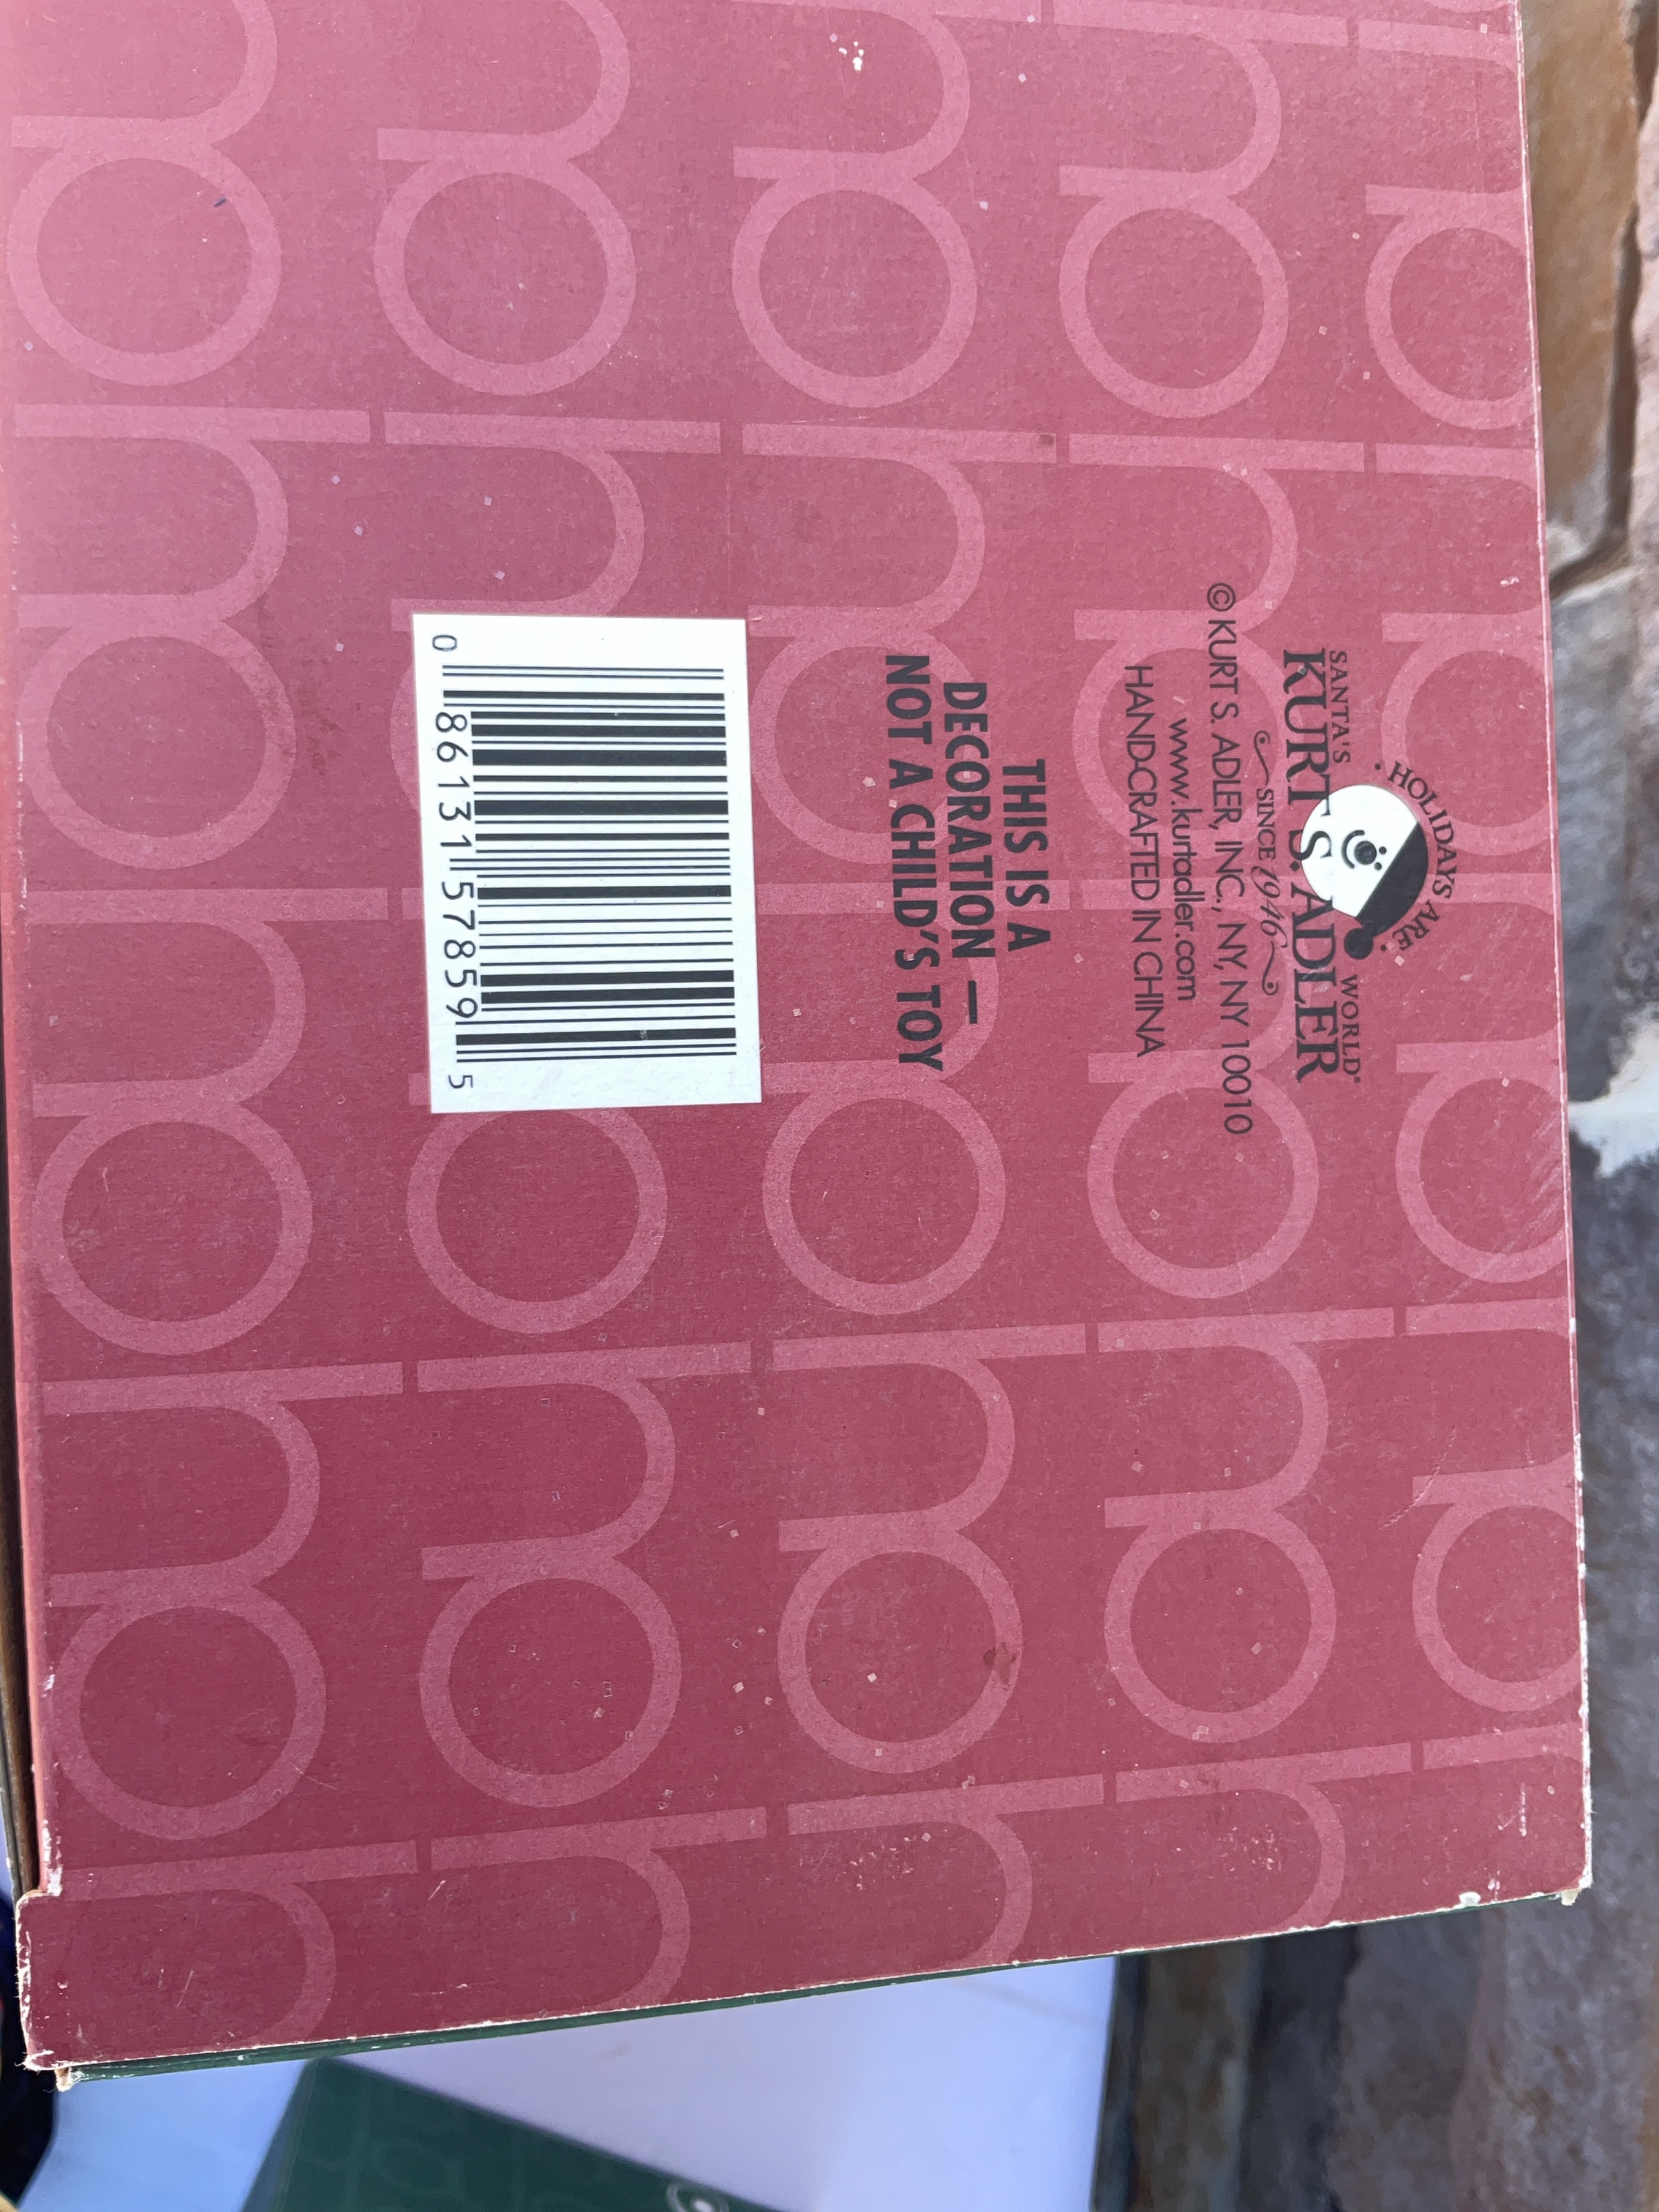 · HOLIDAYS ARE ·
SANTA'S WORLD®
KURT S. ADLER
SINCE 1946
© KURT S. ADLER, INC., NY, NY 10010
www.kurtadler.com
HANDCRAFTED IN CHINA
THIS IS A
DECORATION —
NOT A CHILD'S TOY
0 86131 57859 5